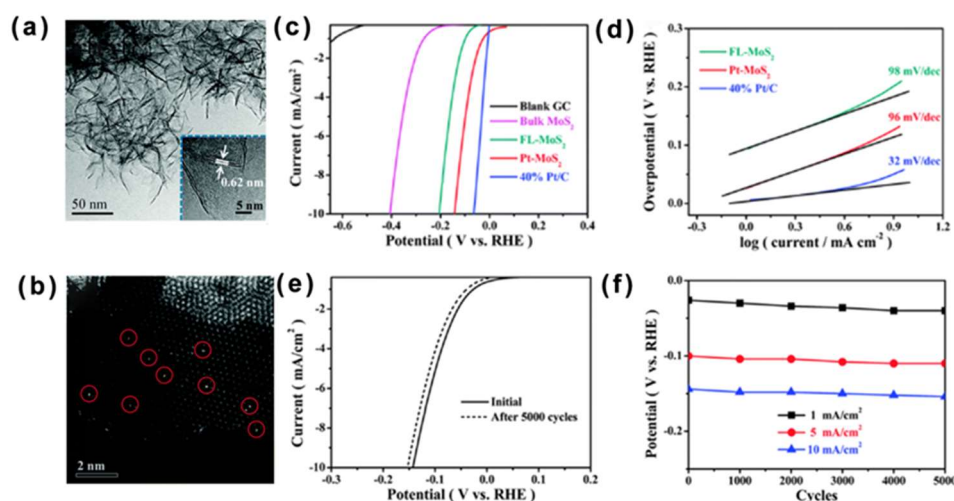 (a)
50 nm
0.62 nm
5 nm
(b)
2 nm
(c)
Current ( mA/cm²)
-2
-4
-6
-8
-10
Blank GC
Bulk MoS₂
FL-MoS₂
Pt-MoS₂
40% Pt/C
-0.6 -0.4 -0.2 -0.0 0.2
Potential ( V vs. RHE )
(d)
Overpotential (V vs. RHE)
0.3
0.2
0.1
0.0
FL-MoS₂
Pt-MoS₂
40% Pt/C
98 mV/dec
96 mV/dec
32 mV/dec
0.0 0.3 0.6 0.9 1.2
log ( current / mA cm⁻²)
(e)
Current ( mA/cm²)
-2
-4
-6
-8
-10
Initial
After 5000 cycles
-0.3 -0.2 -0.1 0.0 0.1 0.2
Potential ( V vs. RHE )
(f)
Potential ( V vs. RHE )
-0.0
-0.1
-0.2
1 mA/cm²
5 mA/cm²
10 mA/cm²
0 1000 2000 3000 4000 5000
Cycles